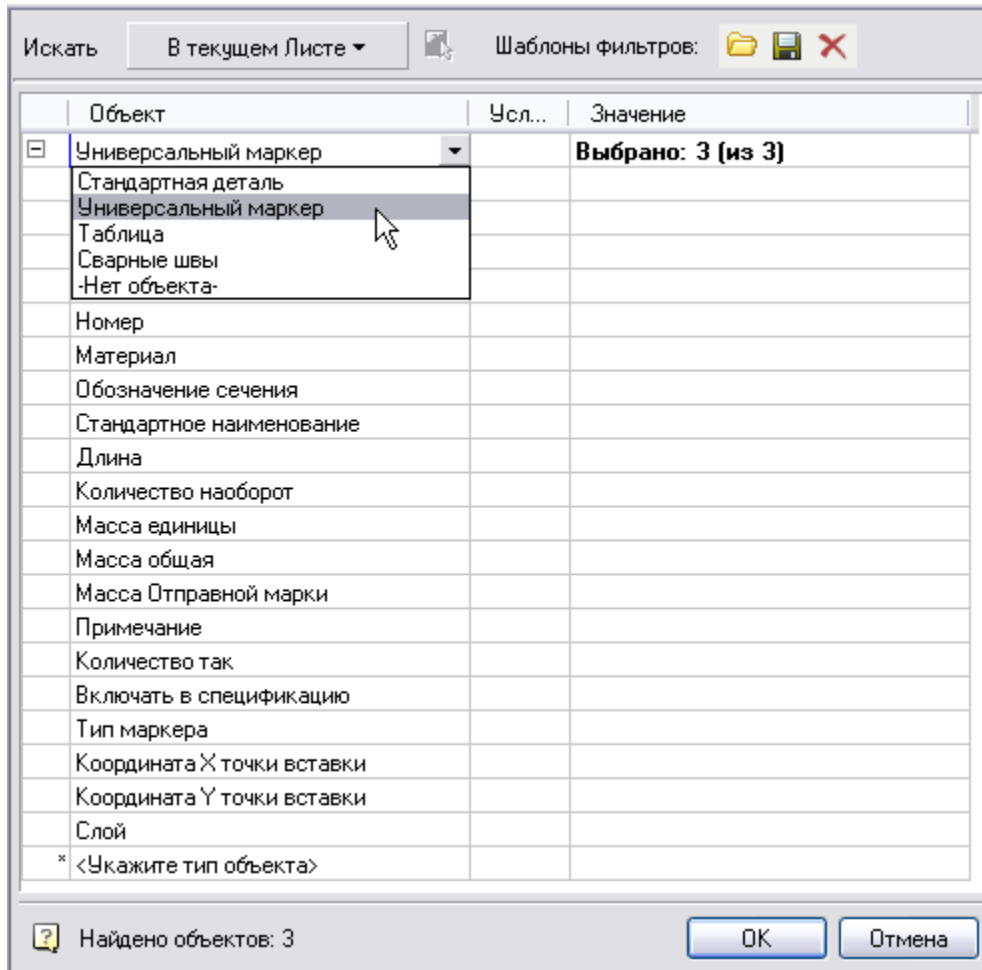 Искать В текущем Листе Шаблоны фильтров:
Объект Усл... Значение
Универсальный маркер Выбрано: 3 (из 3)
Стандартная деталь
Универсальный маркер
Таблица
Сварные швы
-Нет объекта-
Номер
Материал
Обозначение сечения
Стандартное наименование
Длина
Количество наоборот
Масса единицы
Масса общая
Масса Отправной марки
Примечание
Количество так
Включать в спецификацию
Тип маркера
Координата X точки вставки
Координата Y точки вставки
Слой
* <Укажите тип объекта>
Найдено объектов: 3 OK Отмена